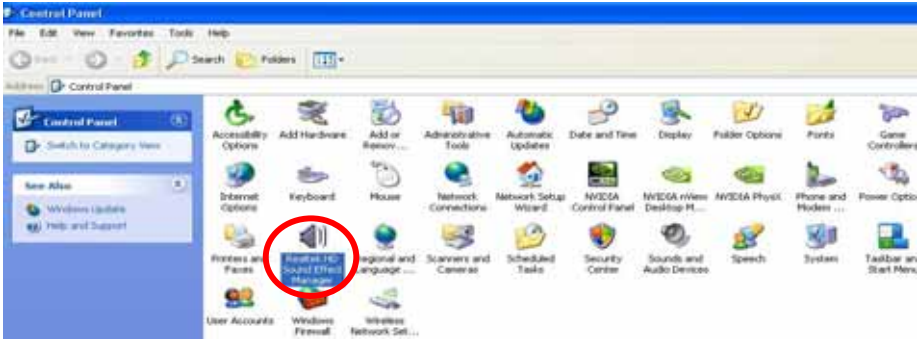 Control Panel
File Edit View Favorites Tools Help
Back Search Folders
Address Control Panel
Control Panel
Switch to Category View
See Also
Windows Update
Help and Support
Accessibility Options
Add Hardware
Add or Remov...
Administrative Tools
Automatic Updates
Date and Time
Display
Folder Options
Fonts
Game Controllers
Internet Options
Keyboard
Mouse
Network Connections
Network Setup Wizard
NVIDIA Control Panel
NVIDIA nView Desktop M...
NVIDIA PhysX
Phone and Modem ...
Power Optio
Printers and Faxes
Realtek HD Sound Effect Manager
Regional and Language ...
Scanners and Cameras
Scheduled Tasks
Security Center
Sounds and Audio Devices
Speech
System
Taskbar an
Start Menu
User Accounts
Windows Firewall
Wireless Network Set...